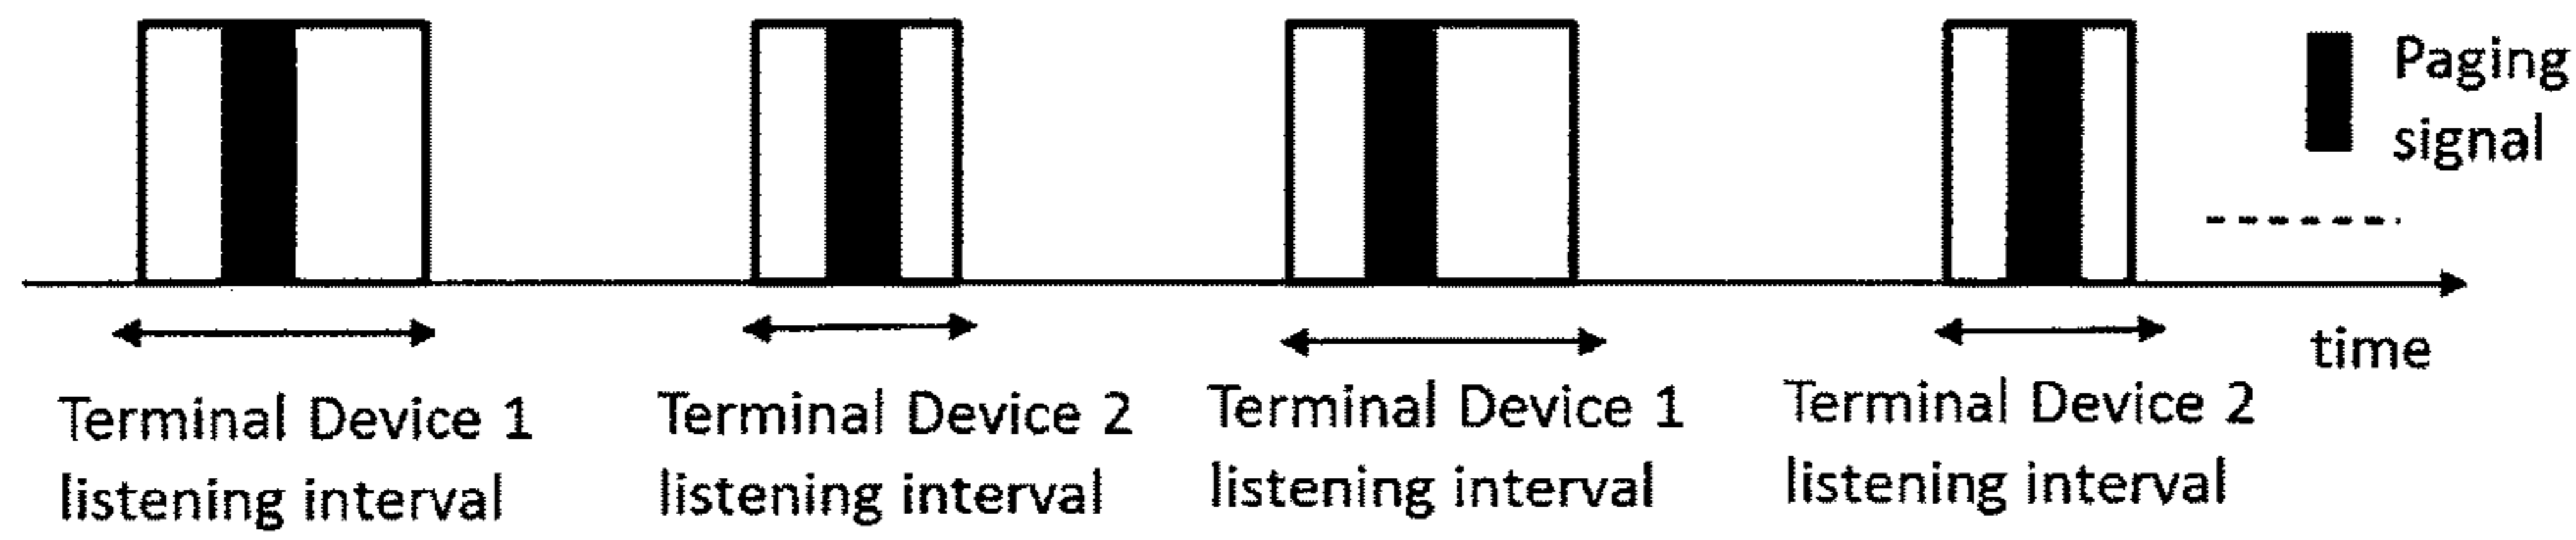 Paging
signal
time
Terminal Device 1
listening interval
Terminal Device 2
listening interval
Terminal Device 1
listening interval
Terminal Device 2
listening interval